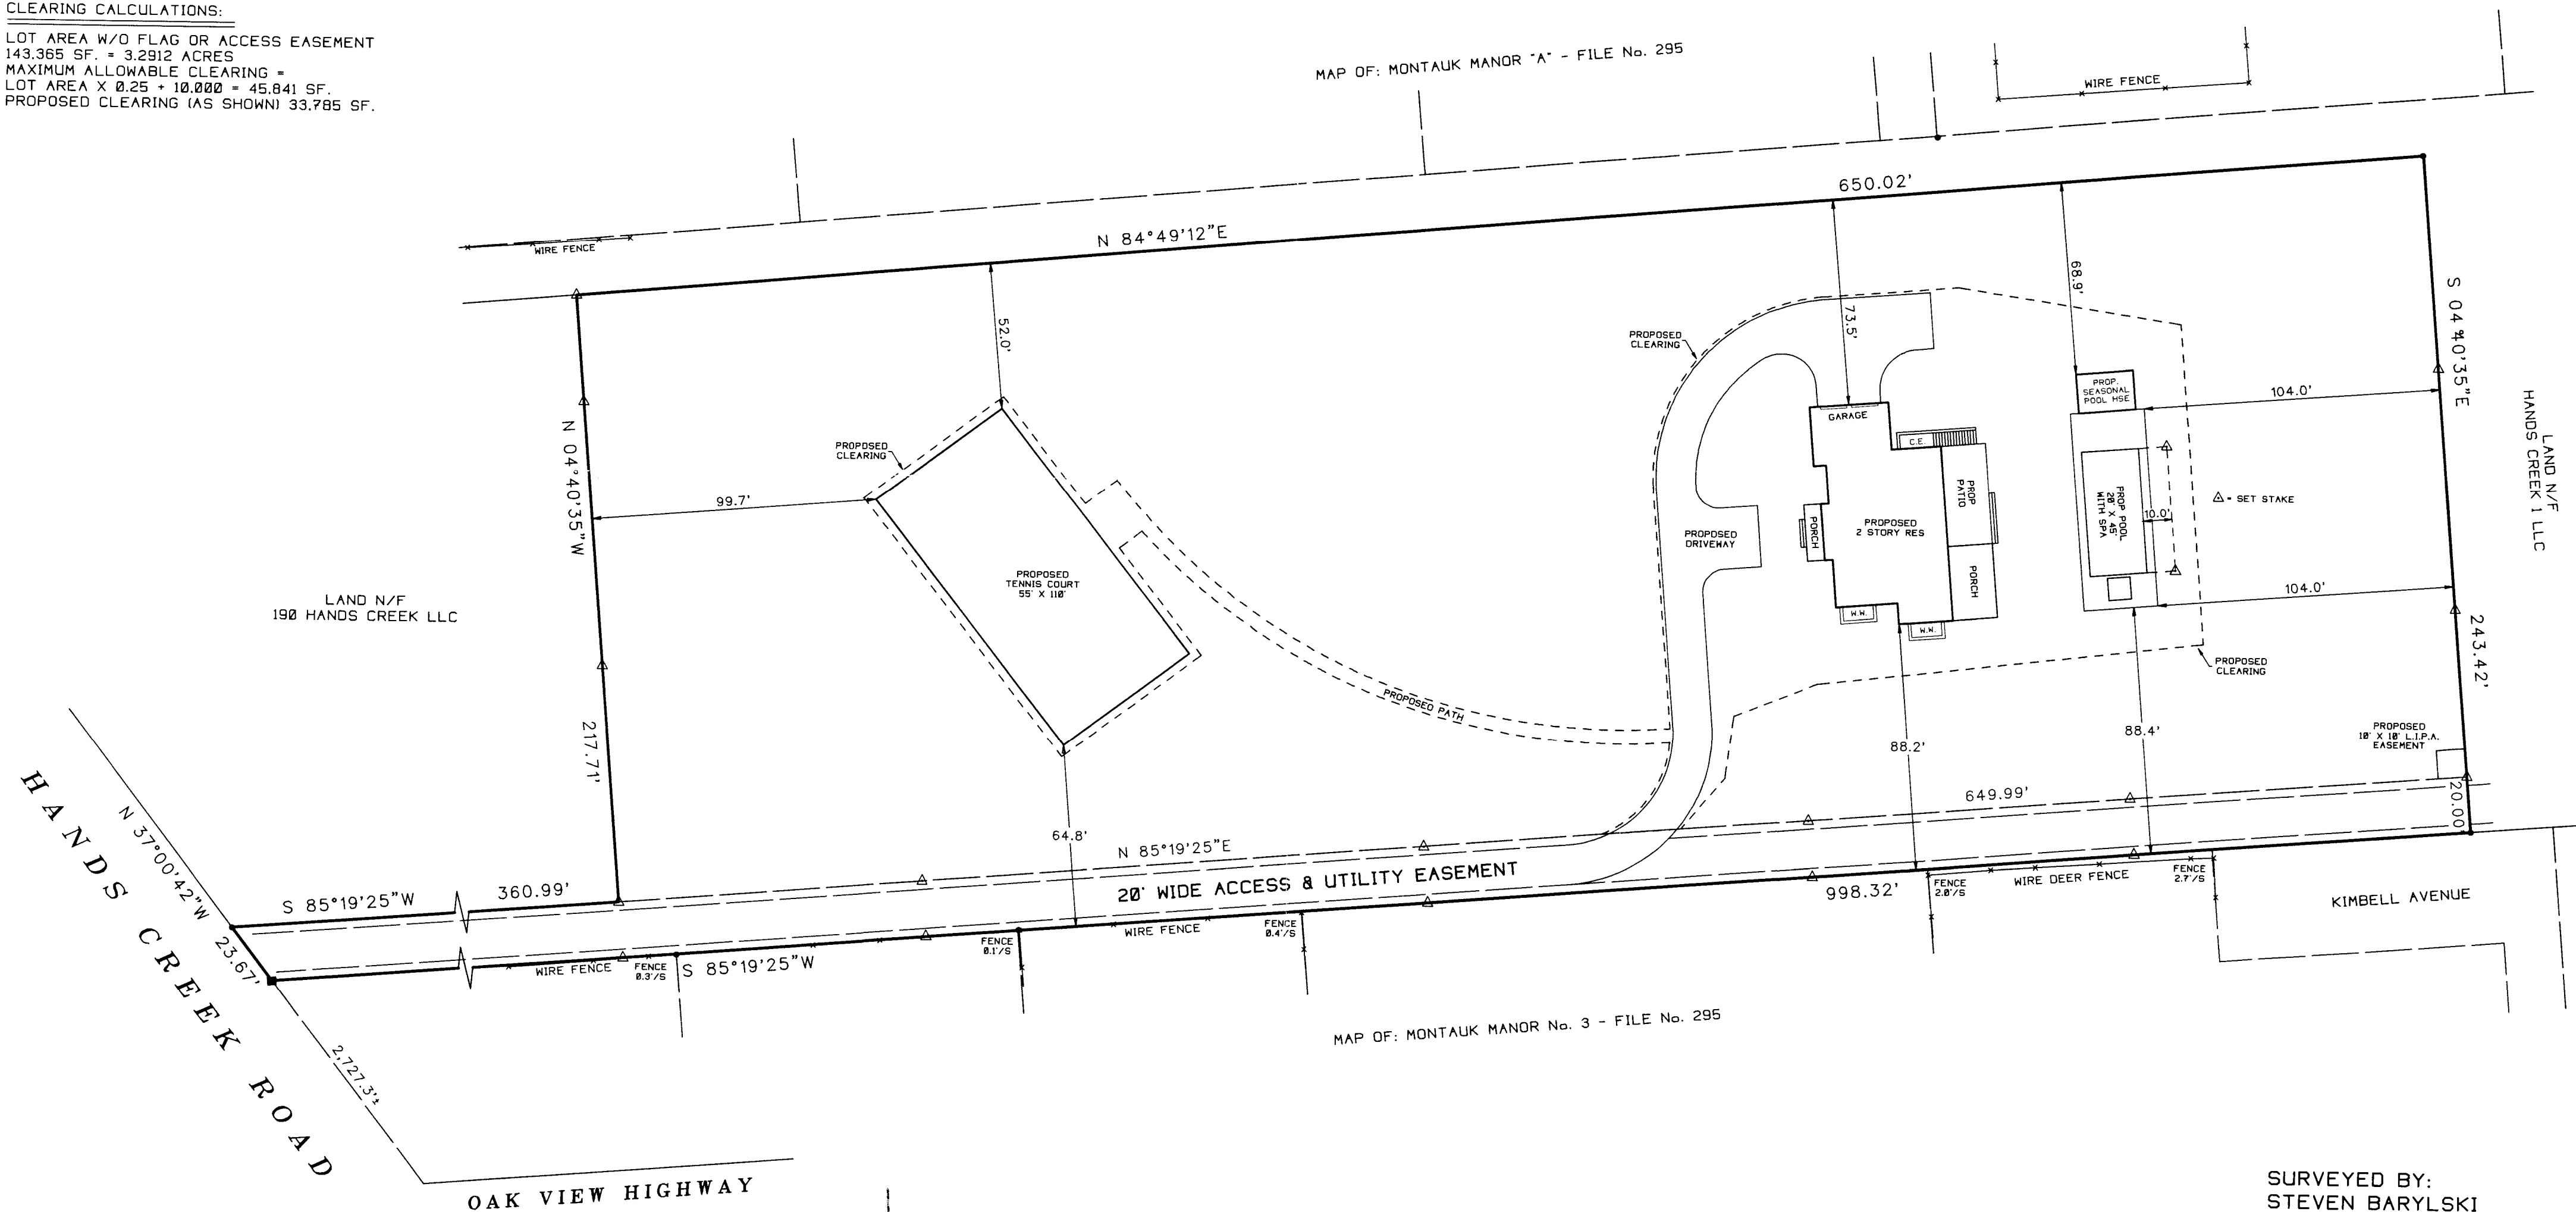 CLEARING CALCULATIONS:
LOT AREA W/O FLAG OR ACCESS EASEMENT
143,365 SF. = 3.2912 ACRES
MAXIMUM ALLOWABLE CLEARING =
LOT AREA X 0.25 + 10,000 = 45,841 SF.
PROPOSED CLEARING (AS SHOWN) 33,785 SF.
MAP OF: MONTAUK MANOR "A" - FILE No. 295
WIRE FENCE
WIRE FENCE
N 84°49'12"E
650.02'
52.0'
73.5'
68.9'
S 04°40'35"E
243.42'
LAND N/F
HANDS CREEK 1 LLC
N 04°40'35"W
217.71'
99.7'
PROPOSED
CLEARING
PROPOSED
TENNIS COURT
55' X 110'
PROPOSED
CLEARING
GARAGE
C.E.
PROP
PATIO
PORCH
PROPOSED
2 STORY RES
PORCH
W.W.
W.W.
PROPOSED
DRIVEWAY
PROP.
SEASONAL
POOL HSE
104.0'
PROP POOL
20' X 45'
WITH SPA
10.0'
△ = SET STAKE
104.0'
PROPOSED
CLEARING
LAND N/F
190 HANDS CREEK LLC
PROPOSED PATH
64.8'
88.2'
88.4'
PROPOSED
10' X 10' L.I.P.A.
EASEMENT
20.00'
649.99'
N 85°19'25"E
20' WIDE ACCESS & UTILITY EASEMENT
998.32'
N 37°00'42"W
23.67'
S 85°19'25"W
360.99'
WIRE FENCE
FENCE
0.3'/S
S 85°19'25"W
FENCE
0.1'/S
WIRE FENCE
FENCE
0.4'/S
FENCE
2.0'/S
WIRE DEER FENCE
FENCE
2.7'/S
KIMBELL AVENUE
HANDS CREEK ROAD
2,727.3'±
MAP OF: MONTAUK MANOR No. 3 - FILE No. 295
OAK VIEW HIGHWAY
SURVEYED BY:
STEVEN BARYLSKI